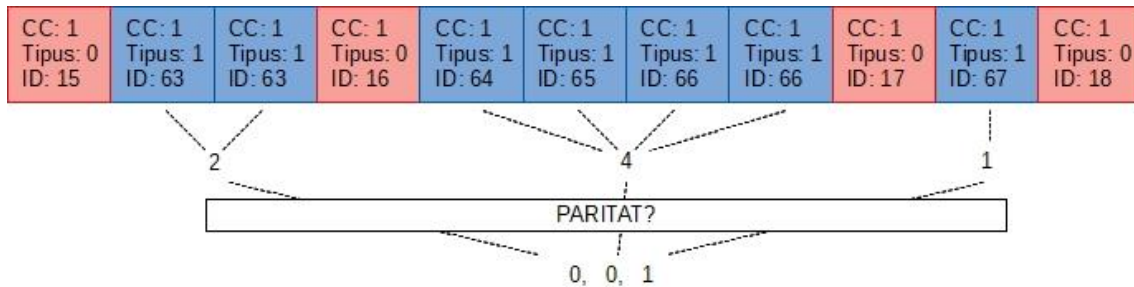 CC: 1
Tipus: 0
ID: 15
CC: 1
Tipus: 1
ID: 63
CC: 1
Tipus: 1
ID: 63
CC: 1
Tipus: 0
ID: 16
CC: 1
Tipus: 1
ID: 64
CC: 1
Tipus: 1
ID: 65
CC: 1
Tipus: 1
ID: 66
CC: 1
Tipus: 1
ID: 66
CC: 1
Tipus: 0
ID: 17
CC: 1
Tipus: 1
ID: 67
CC: 1
Tipus: 0
ID: 18
2 4 1
PARITAT?
0, 0, 1